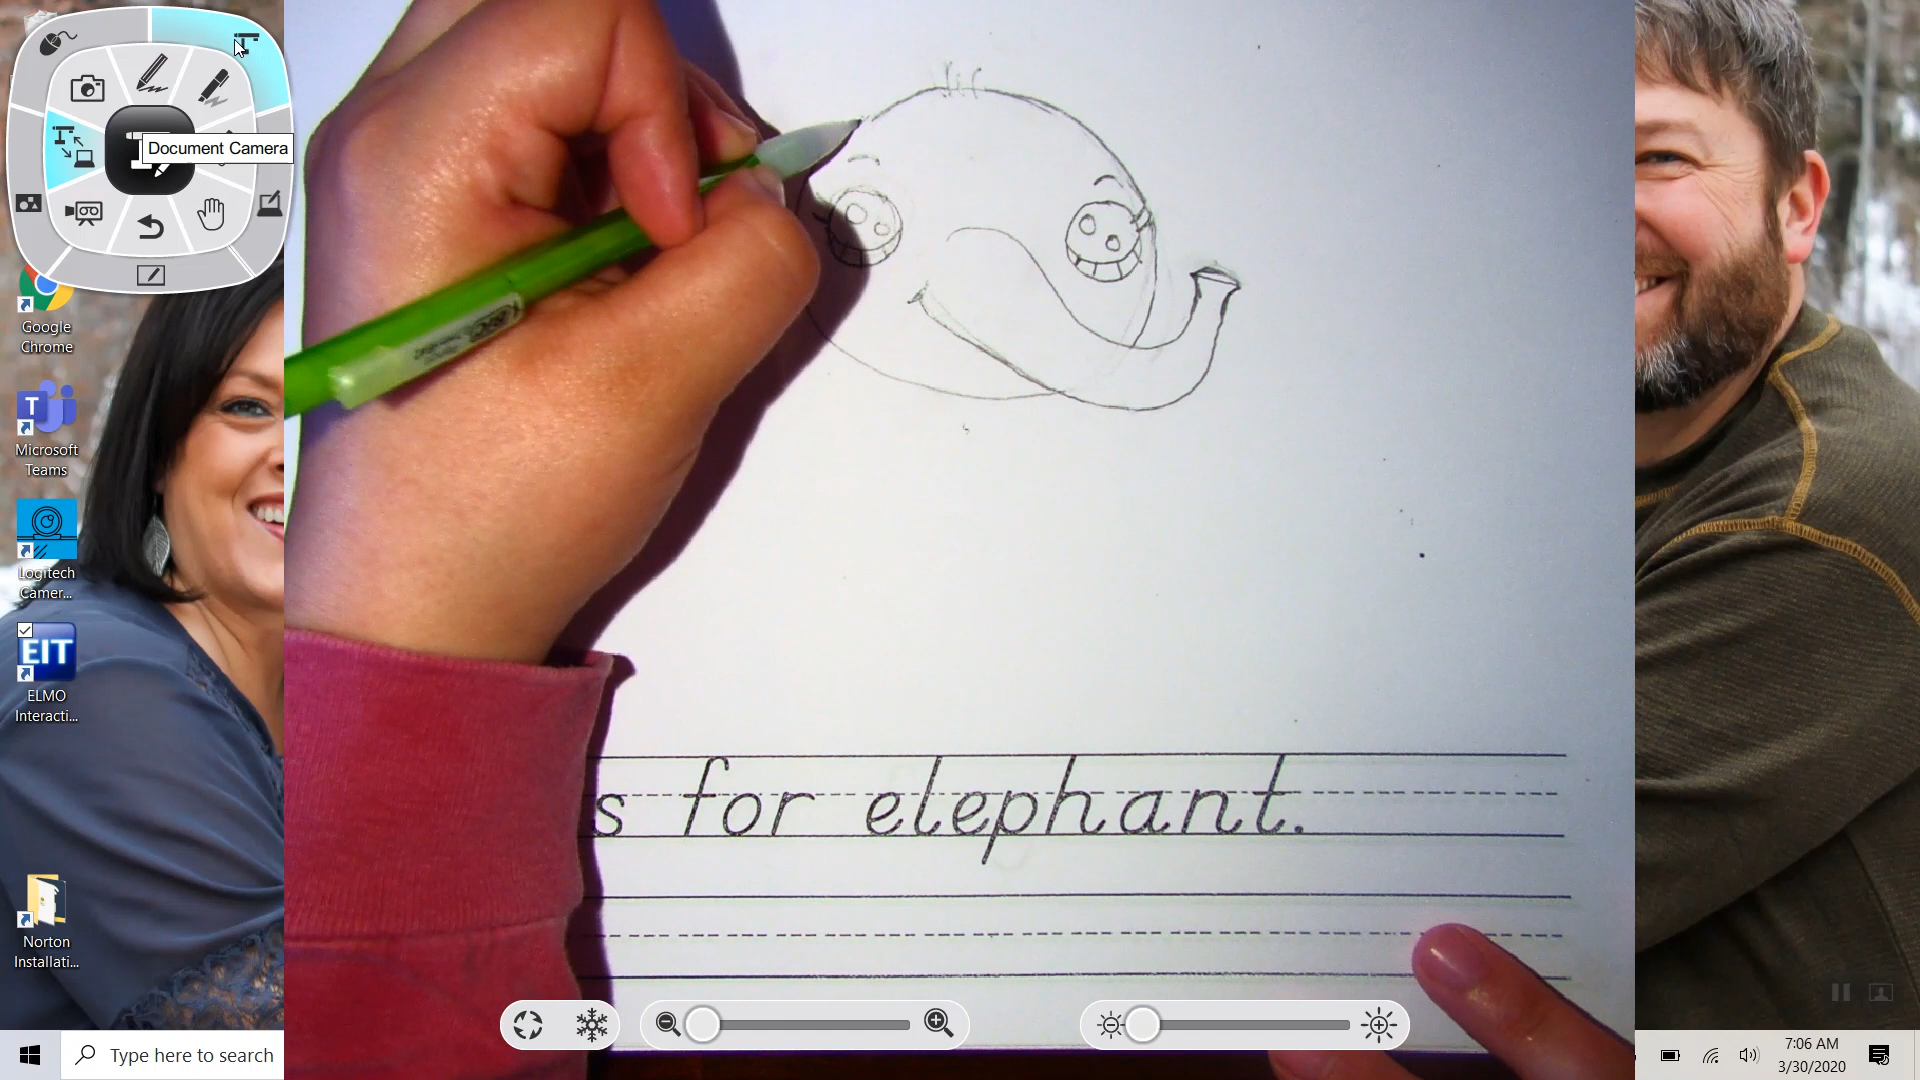 Document Camera
Google
Chrome
Microsoft
Teams
Logitech
Camer...
EIT
ELMO
Interacti...
s for elephant.
Norton
Installati...
Type here to search
7:06 AM
3/30/2020